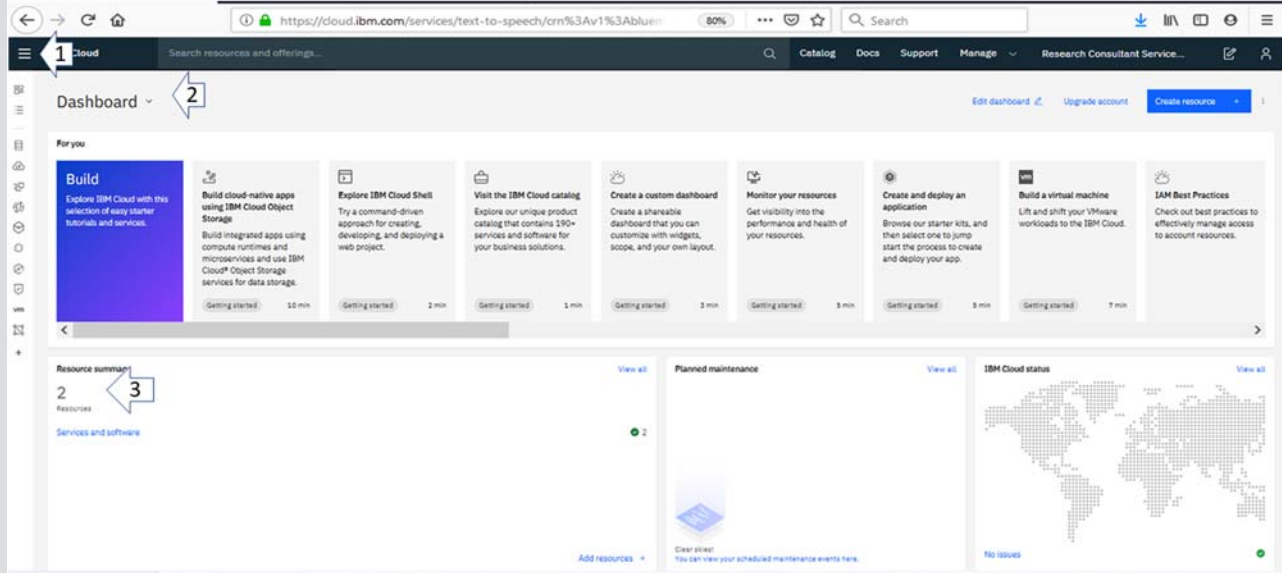 https://cloud.ibm.com/services/text-to-speech/crn%3Av1%3Abluen
80%
Search
1
Cloud
Search resources and offerings...
Catalog
Docs
Support
Manage
Research Consultant Service...
Dashboard
2
Edit dashboard
Upgrade account
Create resource +
For you
Build
Explore IBM Cloud with this
selection of easy starter
tutorials and services.
Build cloud-native apps
using IBM Cloud Object
Storage
Build integrated apps using
compute runtimes and
microservices and use IBM
Cloud® Object Storage
services for data storage.
Getting started 10 min
Explore IBM Cloud Shell
Try a command-driven
approach for creating,
developing, and deploying a
web project.
Getting started 2 min
Visit the IBM Cloud catalog
Explore our unique product
catalog that contains 190+
services and software for
your business solutions.
Getting started 1 min
Create a custom dashboard
Create a shareable
dashboard that you can
customize with widgets,
scope, and your own layout.
Getting started 3 min
Monitor your resources
Get visibility into the
performance and health of
your resources.
Getting started 5 min
vm
Create and deploy an
application
Browse our starter kits, and
then select one to jump
start the process to create
and deploy your app.
Getting started 5 min
Build a virtual machine
Lift and shift your VMware
workloads to the IBM Cloud.
Getting started 7 min
IAM Best Practices
Check out best practices to
effectively manage access
to account resources.
vm
Resource summary
View all
2
3
Resources
Services and software
2
Add resources +
Planned maintenance
View all
Clear skies!
You can view your scheduled maintenance events here.
IBM Cloud status
View all
No issues